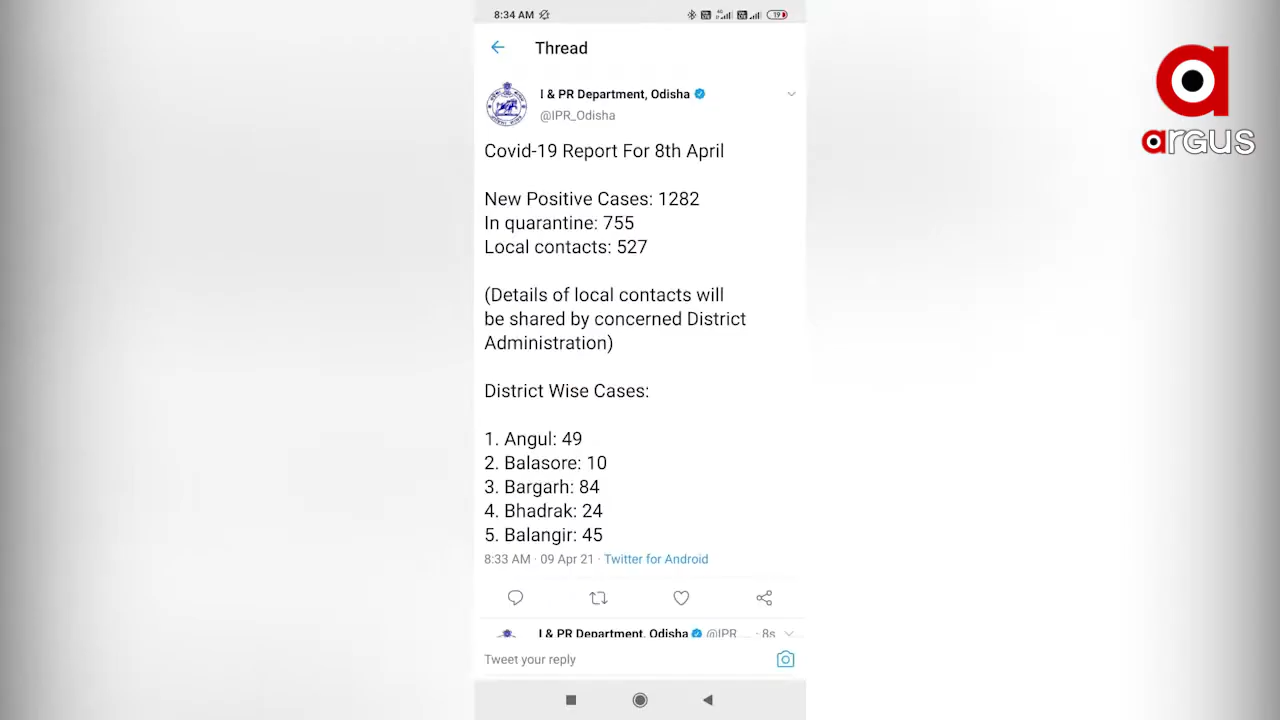 8:34 AM
19
Thread
I & PR Department, Odisha
@IPR_Odisha
Covid-19 Report For 8th April
New Positive Cases: 1282
In quarantine: 755
Local contacts: 527
(Details of local contacts will
be shared by concerned District
Administration)
District Wise Cases:
1. Angul: 49
2. Balasore: 10
3. Bargarh: 84
4. Bhadrak: 24
5. Balangir: 45
8:33 AM · 09 Apr 21 · Twitter for Android
I & PR Department, Odisha @IPR... · 8s
Tweet your reply
a
argus